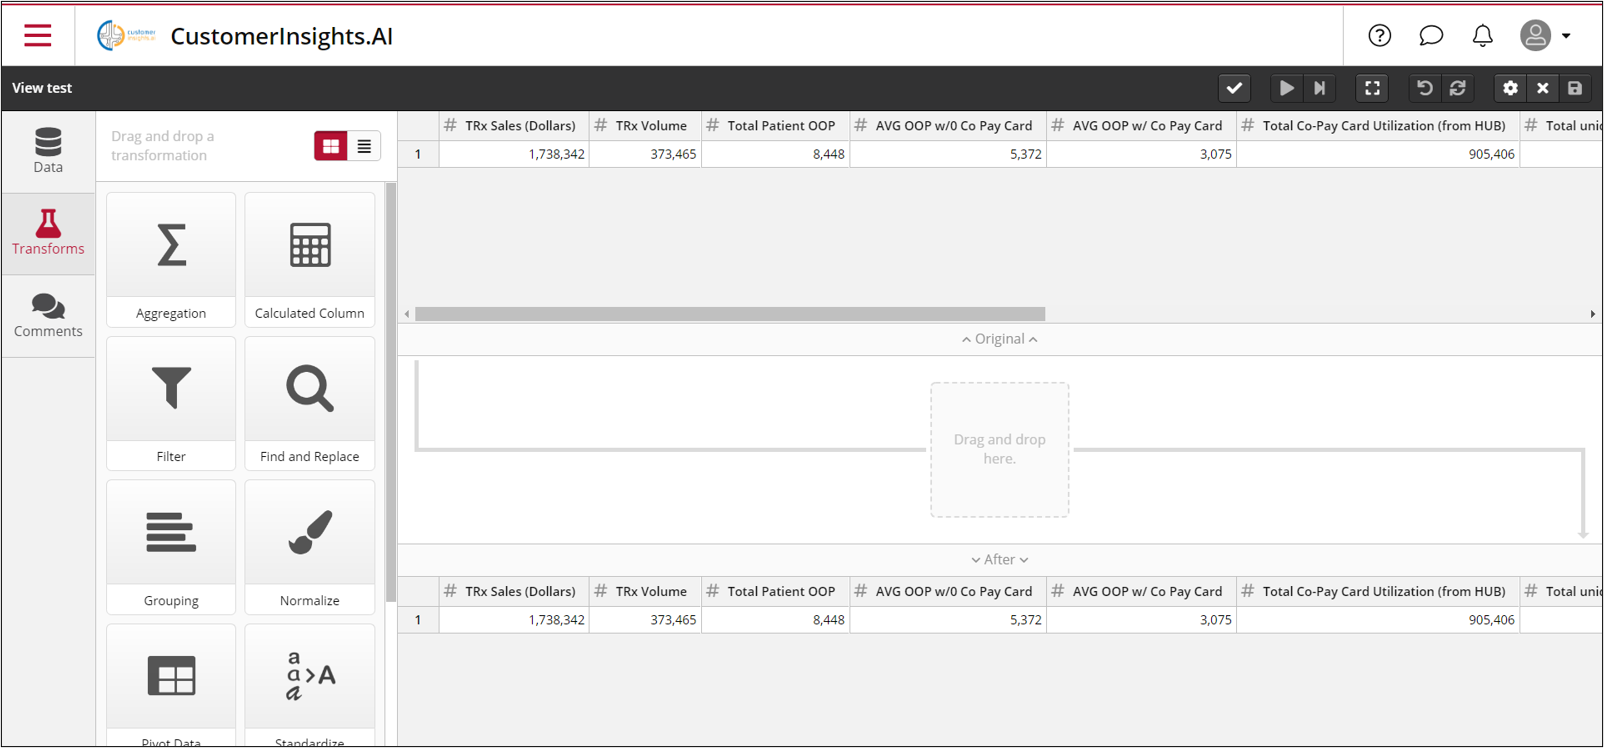 customer
insights.ai
CustomerInsights.AI
View test
Data
Transforms
Comments
Drag and drop a
transformation
Aggregation
Calculated Column
Filter
Find and Replace
Grouping
Normalize
a
a>A
a
Pivot Data
Standardize
# TRx Sales (Dollars) # TRx Volume # Total Patient OOP # AVG OOP w/0 Co Pay Card # AVG OOP w/ Co Pay Card # Total Co-Pay Card Utilization (from HUB) # Total uni
1 1,738,342 373,465 8,448 5,372 3,075 905,406
Original
Drag and drop
here.
After
# TRx Sales (Dollars) # TRx Volume # Total Patient OOP # AVG OOP w/0 Co Pay Card # AVG OOP w/ Co Pay Card # Total Co-Pay Card Utilization (from HUB) # Total uni
1 1,738,342 373,465 8,448 5,372 3,075 905,406